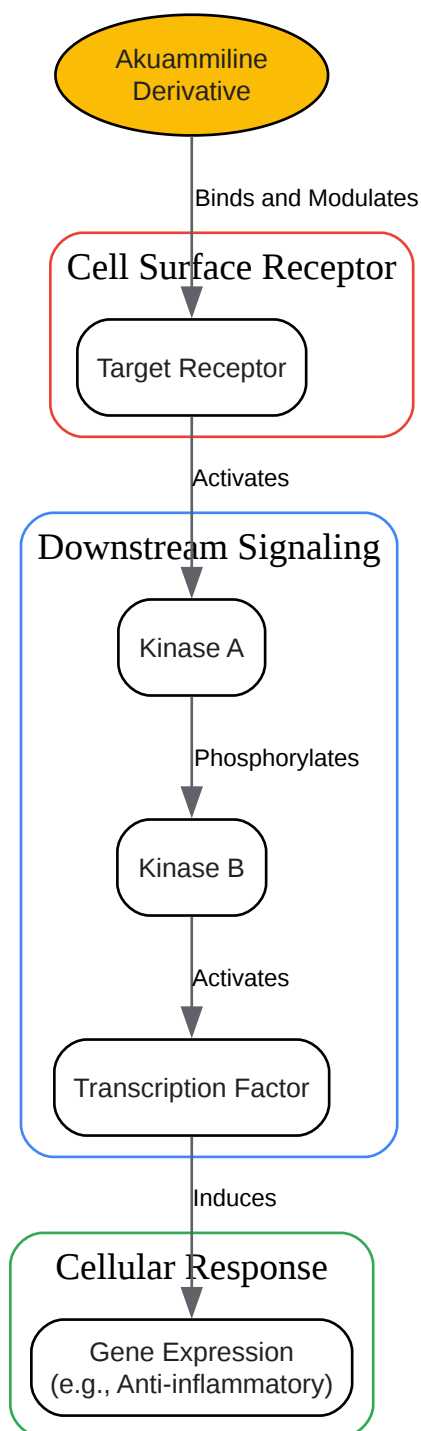 Akuammiline
Derivative
Binds and Modulates
Cell Surface Receptor
Target Receptor
Activates
Downstream Signaling
Kinase A
Phosphorylates
Kinase B
Activates
Transcription Factor
Induces
Cellular Response
Gene Expression
(e.g., Anti-inflammatory)